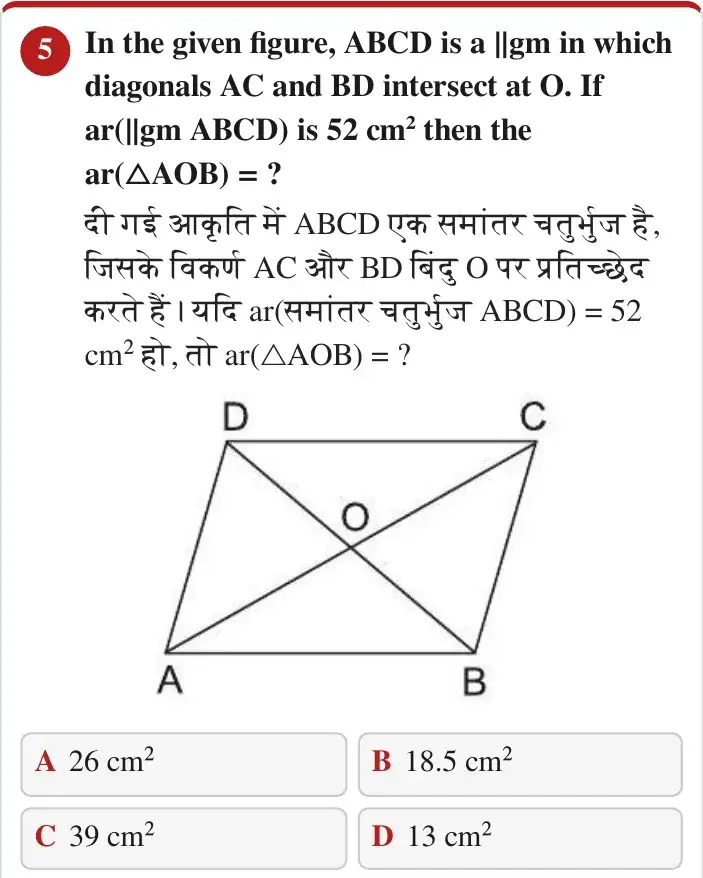 5 In the given figure, ABCD is a ||gm in which
diagonals AC and BD intersect at O. If
ar(||gm ABCD) is 52 cm² then the
ar(△AOB) = ?
दी गई आकृति में ABCD एक समांतर चतुर्भुज है,
जिसके विकर्ण AC और BD बिंदु O पर प्रतिच्छेद
करते हैं। यदि ar(समांतर चतुर्भुज ABCD) = 52
cm² हो, तो ar(△AOB) = ?
D C
O
A B
A 26 cm² B 18.5 cm²
C 39 cm² D 13 cm²